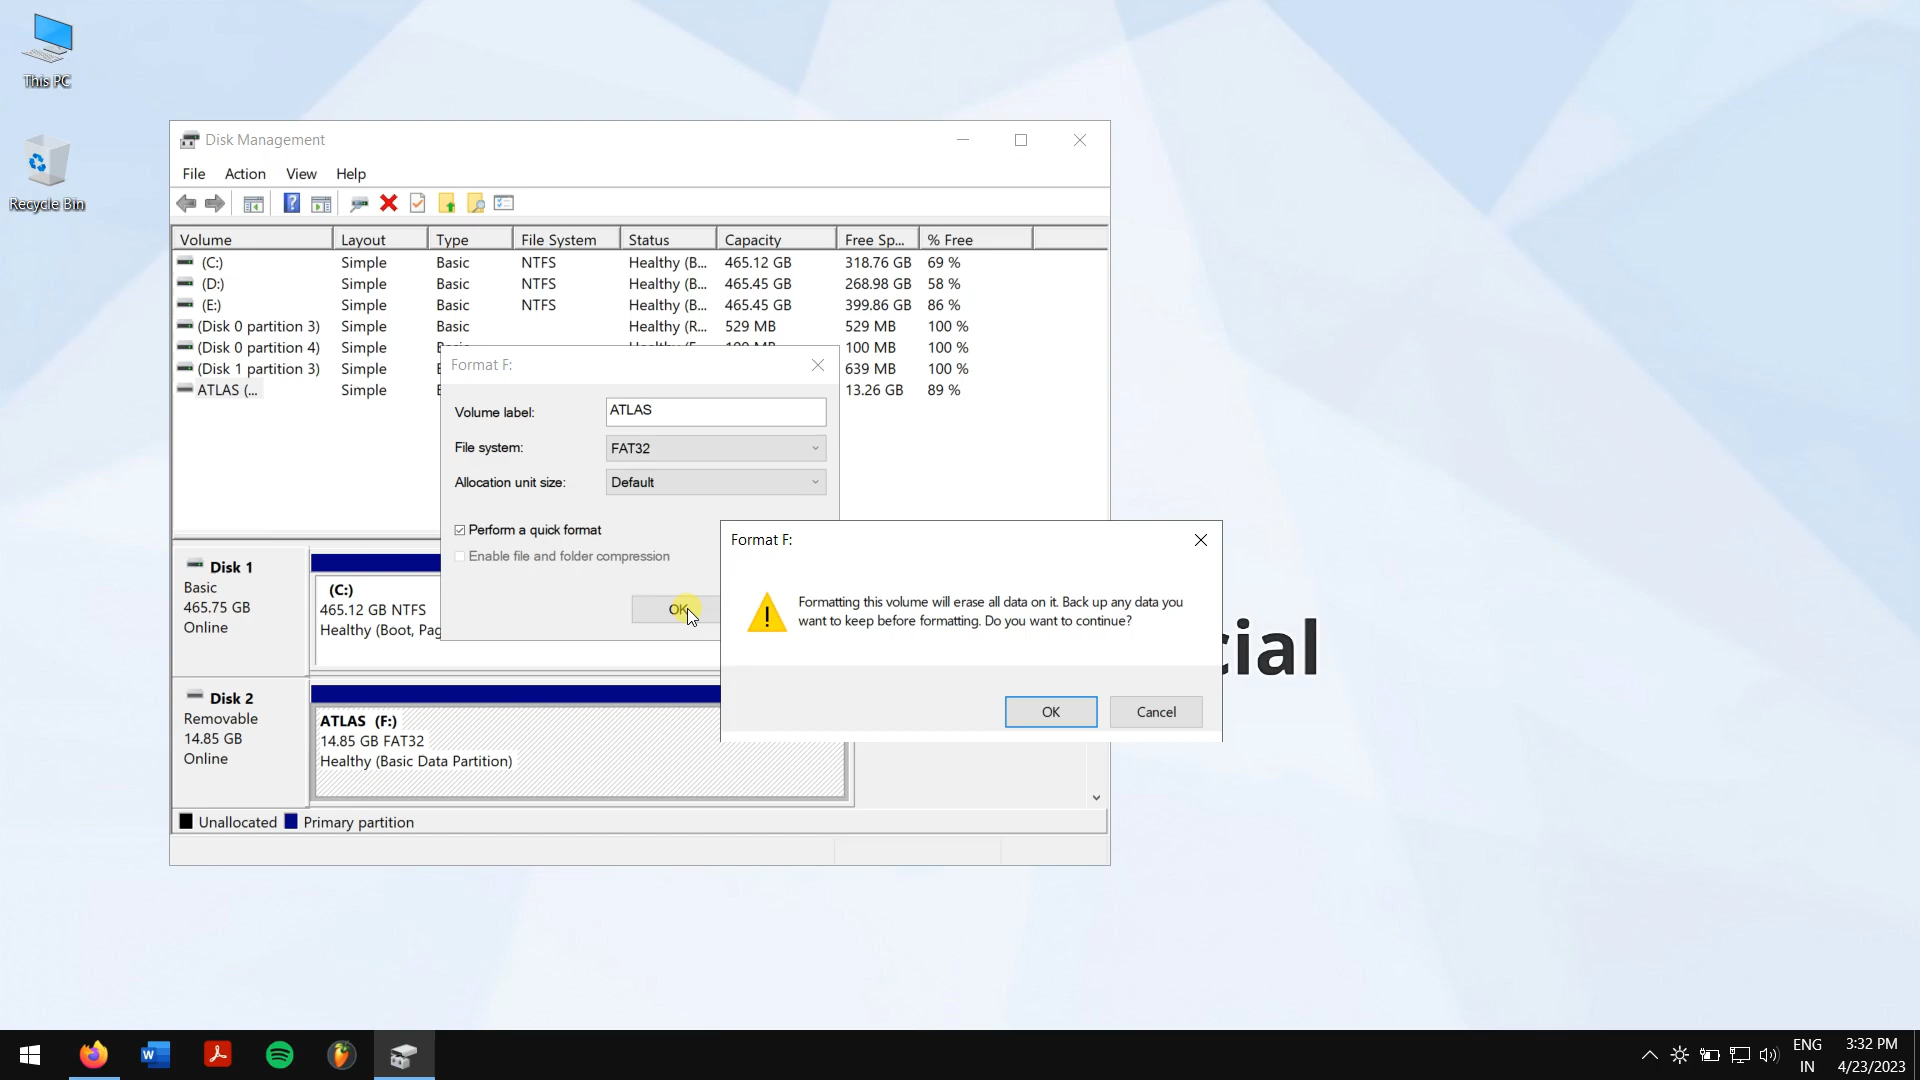 This PC
Recycle Bin
Disk Management
File Action View Help
Volume Layout Type File System Status Capacity Free Sp... % Free
(C:) Simple Basic NTFS Healthy (B... 465.12 GB 318.76 GB 69 %
(D:) Simple Basic NTFS Healthy (B... 465.45 GB 268.98 GB 58 %
(E:) Simple Basic NTFS Healthy (B... 465.45 GB 399.86 GB 86 %
(Disk 0 partition 3) Simple Basic Healthy (R... 529 MB 529 MB 100 %
(Disk 0 partition 4) Simple 100 MB 100 %
(Disk 1 partition 3) Simple 639 MB 100 %
ATLAS (... Simple 13.26 GB 89 %
Format F:
Volume label: ATLAS
File system: FAT32
Allocation unit size: Default
Perform a quick format
Enable file and folder compression
OK
Format F:
Formatting this volume will erase all data on it. Back up any data you
want to keep before formatting. Do you want to continue?
OK Cancel
cial
Disk 1
Basic
465.75 GB
Online
(C:)
465.12 GB NTFS
Healthy (Boot, Pag
Disk 2
Removable
14.85 GB
Online
ATLAS (F:)
14.85 GB FAT32
Healthy (Basic Data Partition)
Unallocated Primary partition
ENG
IN
3:32 PM
4/23/2023